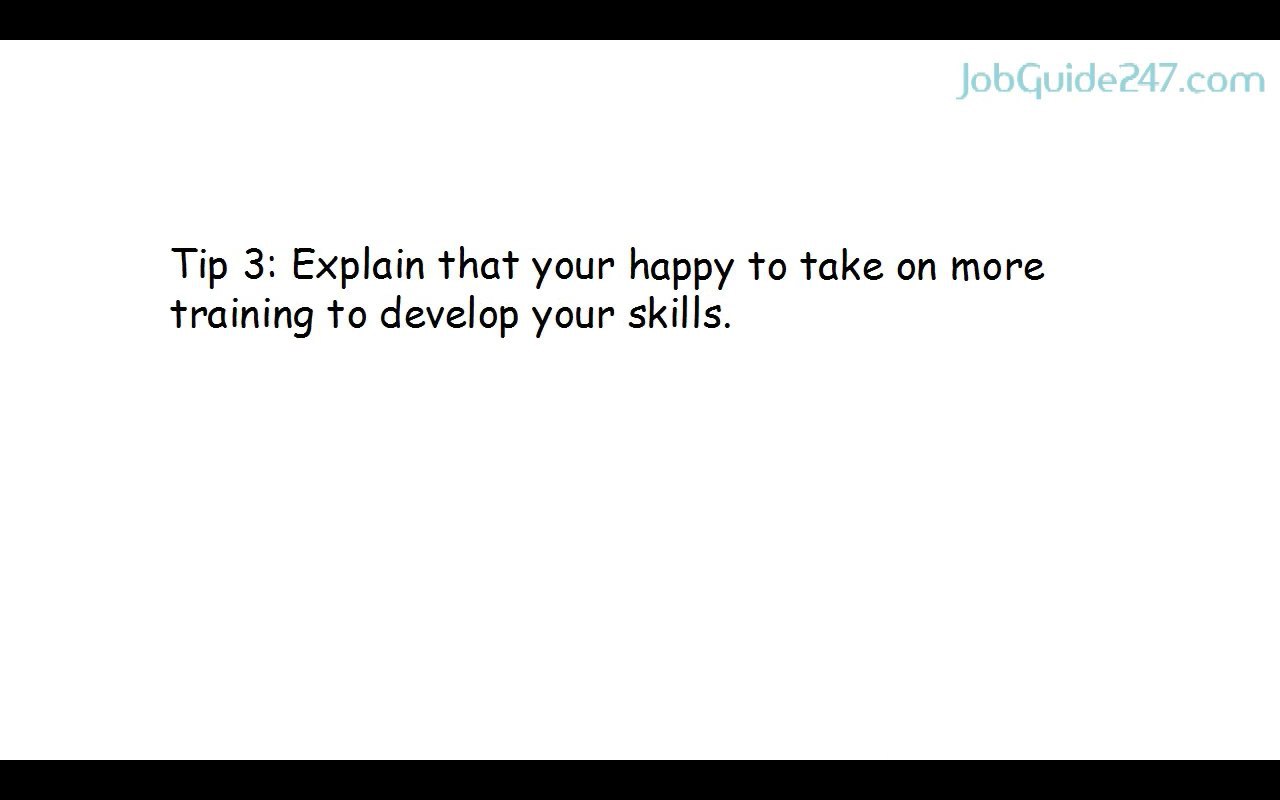 JobGuide247.com
Tip 3: Explain that your happy to take on more
training to develop your skills.